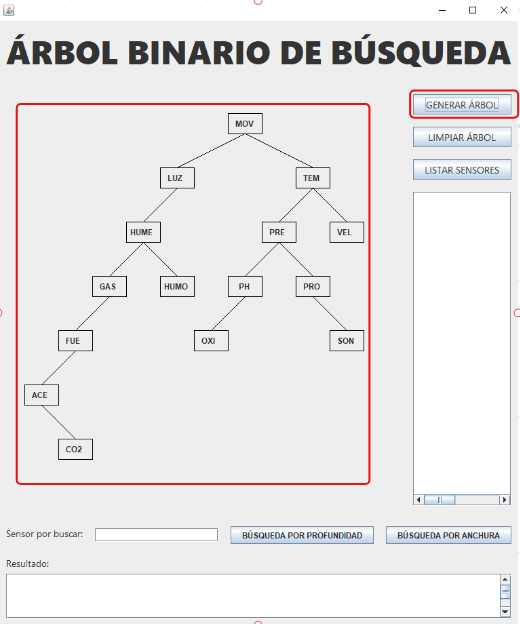 ÁRBOL BINARIO DE BÚSQUEDA
GENERAR ÁRBOL
LIMPIAR ÁRBOL
LISTAR SENSORES
MOV
LUZ TEM
HUME PRE VEL
GAS HUMO PH PRO
FUE OXI SON
ACE
CO2
Sensor por buscar: BÚSQUEDA POR PROFUNDIDAD BÚSQUEDA POR ANCHURA
Resultado: